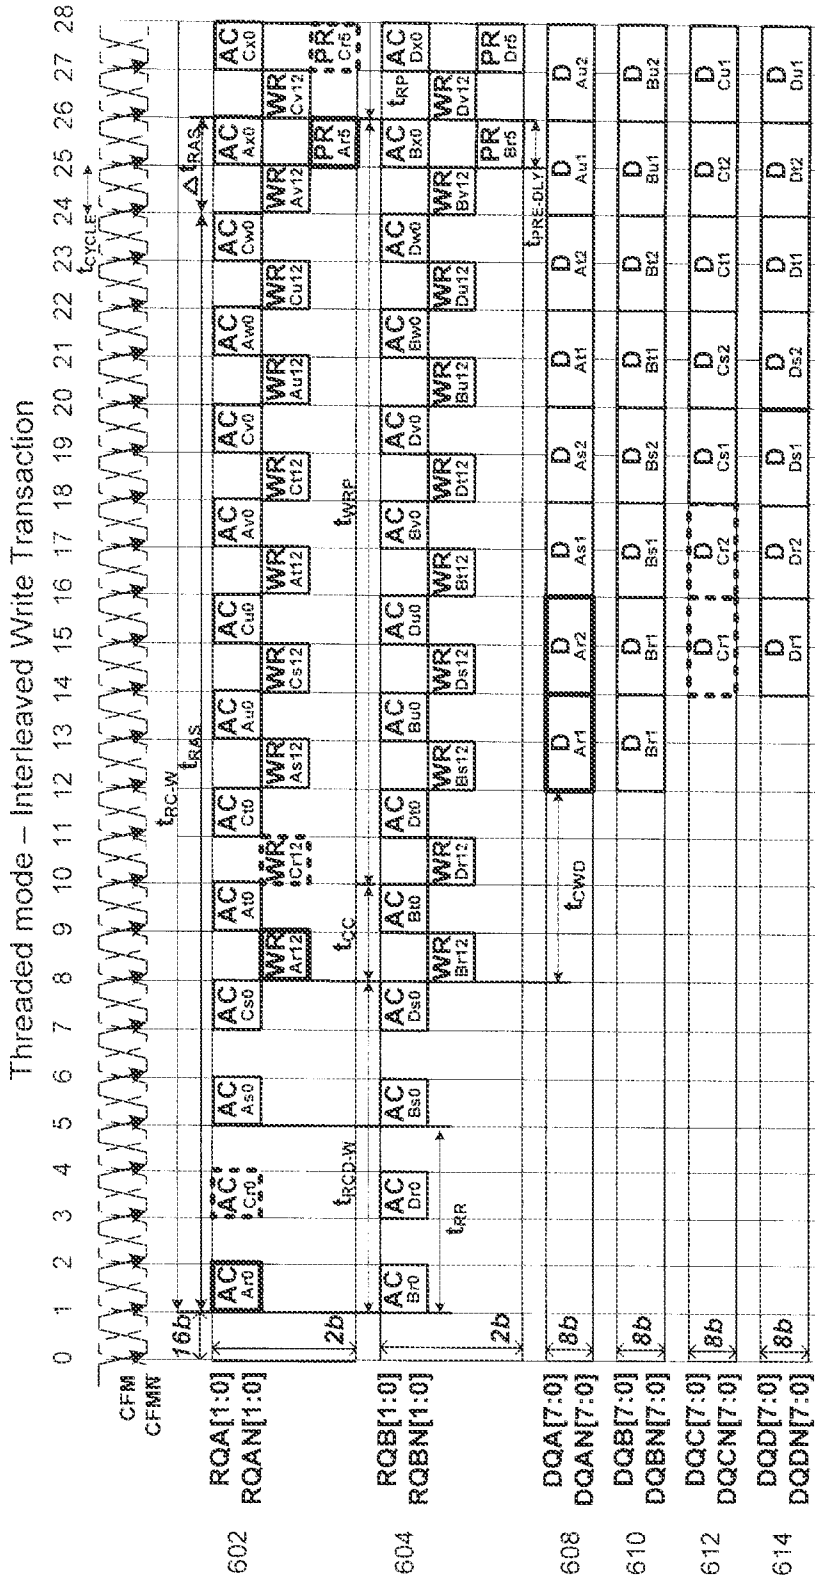 Threaded mode – Interleaved Write Transaction
0 1 2 3 4 5 6 7 8 9 10 11 12 13 14 15 16 17 18 19 20 21 22 23 24 25 26 27 28
tCYCLE
CFM
CFMN
tRC-W
16b
tRAS
Δ tRAS
602
RQA[1:0]
RQAN[1:0]
2b
AC Ar0
AC Cr0
AC As0
AC Cs0
AC At0
AC Ct0
AC Au0
AC Cu0
AC Av0
AC Cv0
AC Aw0
AC Cw0
AC Ax0
AC Cx0
WR Ar12
WR Cr12
WR As12
WR Cs12
WR At12
WR Ct12
WR Au12
WR Cu12
WR Av12
WR Cv12
PR Ar5
PR Cr5
tRCD-W
tCC
tWRP
tRP
604
RQB[1:0]
RQBN[1:0]
2b
AC Br0
AC Dr0
AC Bs0
AC Ds0
AC Bt0
AC Dt0
AC Bu0
AC Du0
AC Bv0
AC Dv0
AC Bw0
AC Dw0
AC Bx0
AC Dx0
WR Br12
WR Dr12
WR Bs12
WR Ds12
WR Bt12
WR Dt12
WR Bu12
WR Du12
WR Bv12
WR Dv12
PR Br5
PR Dr5
tRR
tCWD
tPRE-DLY
608
DQA[7:0]
DQAN[7:0]
8b
D Ar1
D Ar2
D As1
D As2
D At1
D At2
D Au1
D Au2
610
DQB[7:0]
DQBN[7:0]
8b
D Br1
D Br1
D Bs1
D Bs2
D Bt1
D Bt2
D Bu1
D Bu2
612
DQC[7:0]
DQCN[7:0]
8b
D Cr1
D Cr2
D Cs1
D Cs2
D Ct1
D Ct2
D Cu1
614
DQD[7:0]
DQDN[7:0]
8b
D Dr1
D Dr2
D Ds1
D Ds2
D Dt1
D Dt2
D Du1